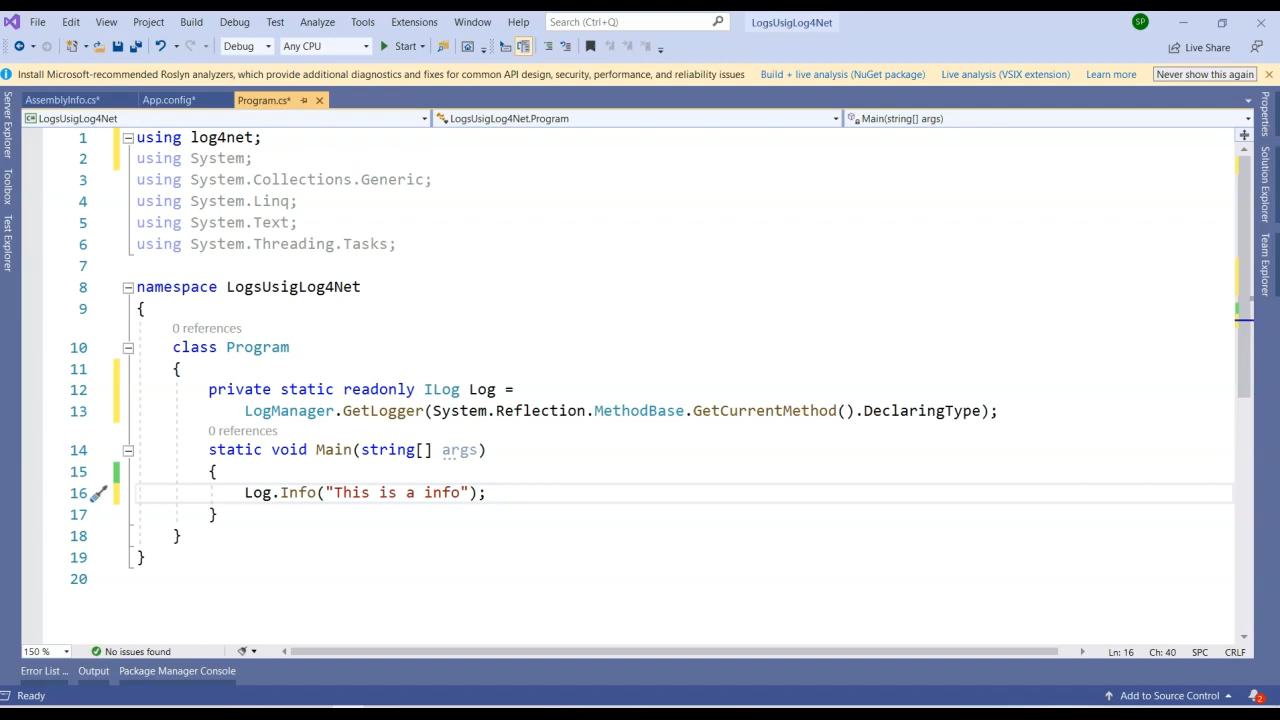 File Edit View Project Build Debug Test Analyze Tools Extensions Window Help Search (Ctrl+Q) LogsUsigLog4Net SP
Debug Any CPU Start Live Share
Install Microsoft-recommended Roslyn analyzers, which provide additional diagnostics and fixes for common API design, security, performance, and reliability issues Build + live analysis (NuGet package) Live analysis (VSIX extension) Learn more Never show this again
AssemblyInfo.cs* App.config* Program.cs*
LogsUsigLog4Net LogsUsigLog4Net.Program Main(string[] args)
Server Explorer
Toolbox
Test Explorer
1 using log4net;
2 using System;
3 using System.Collections.Generic;
4 using System.Linq;
5 using System.Text;
6 using System.Threading.Tasks;
7
8 namespace LogsUsigLog4Net
9 {
0 references
10 class Program
11 {
12 private static readonly ILog Log =
13 LogManager.GetLogger(System.Reflection.MethodBase.GetCurrentMethod().DeclaringType);
0 references
14 static void Main(string[] args)
15 {
16 Log.Info("This is a info");
17 }
18 }
19 }
20
Properties
Solution Explorer
Team Explorer
150 % No issues found Ln: 16 Ch: 40 SPC CRLF
Error List ... Output Package Manager Console
Ready Add to Source Control 2